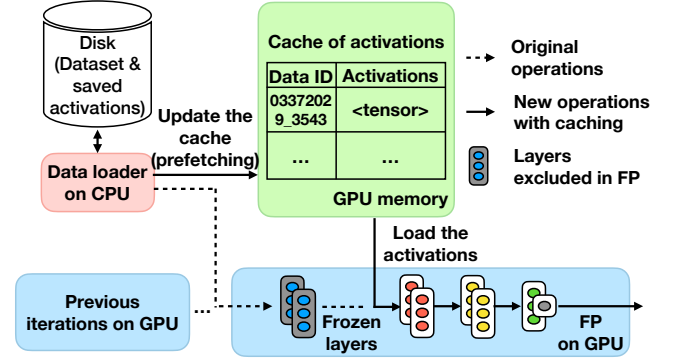 Disk
(Dataset &
saved
activations)
Update the
cache
(prefetching)
Data loader
on CPU
Cache of activations
Data ID Activations
0337202
9_3543
<tensor>
... ...
GPU memory
Original
operations
New operations
with caching
Layers
excluded in FP
Load the
activations
Previous
iterations on GPU
...
Frozen
layers
FP
on GPU